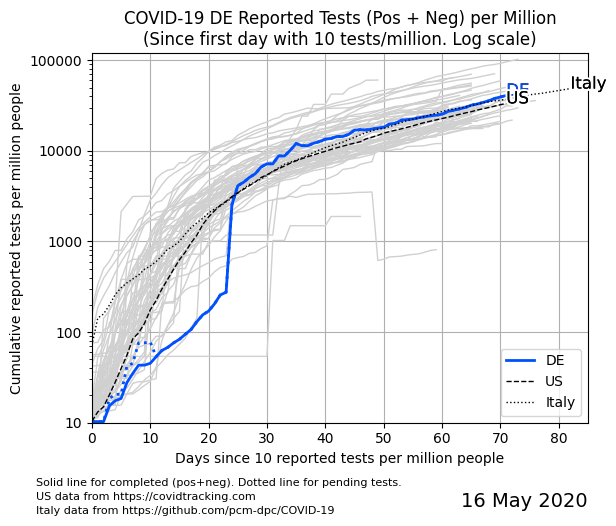 COVID-19 DE Reported Tests (Pos + Neg) per Million
(Since first day with 10 tests/million. Log scale)
Cumulative reported tests per million people
100000
10000
1000
100
10
Italy
DE
US
DE
US
Italy
0 10 20 30 40 50 60 70 80
Days since 10 reported tests per million people
Solid line for completed (pos+neg). Dotted line for pending tests.
US data from https://covidtracking.com
Italy data from https://github.com/pcm-dpc/COVID-19
16 May 2020